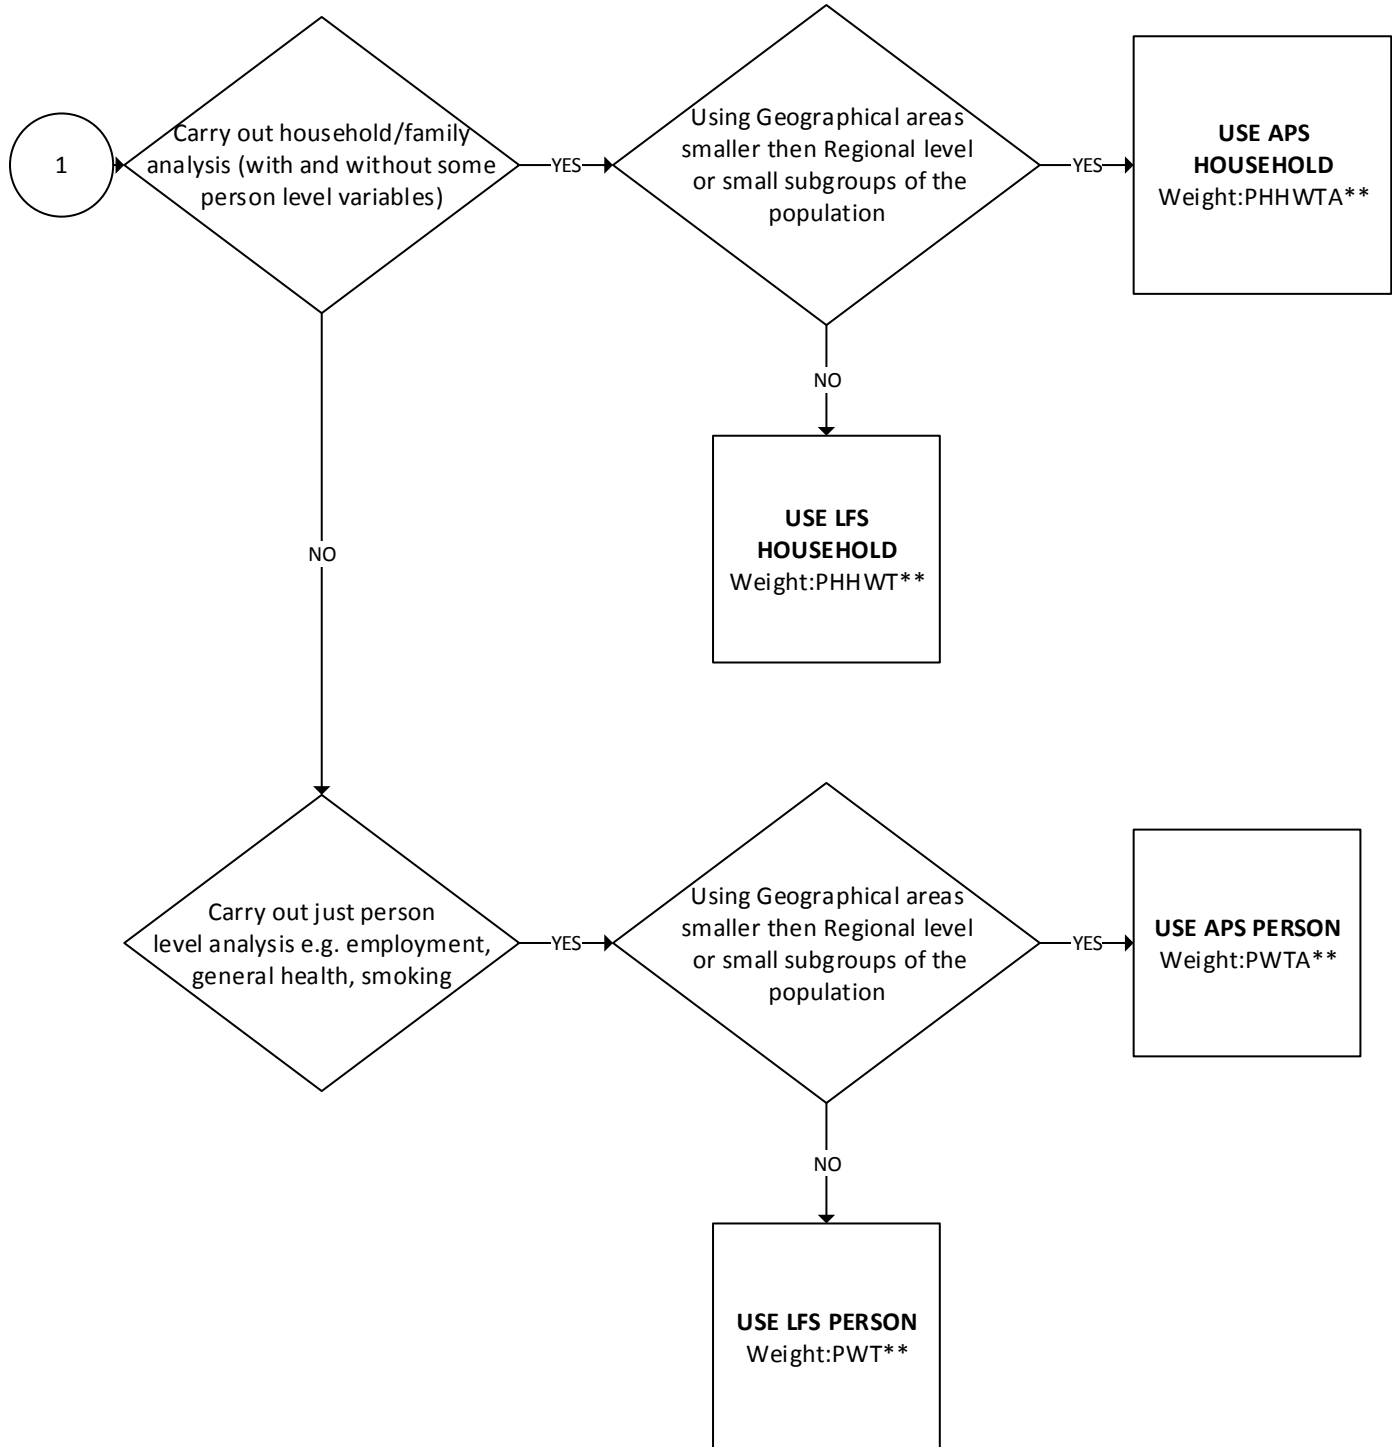 1
Carry out household/family
analysis (with and without some
person level variables)
YES
Using Geographical areas
smaller then Regional level
or small subgroups of the
population
YES
USE APS
HOUSEHOLD
Weight:PHHWTA**
NO
USE LFS
HOUSEHOLD
Weight:PHHWT**
NO
Carry out just person
level analysis e.g. employment,
general health, smoking
YES
Using Geographical areas
smaller then Regional level
or small subgroups of the
population
YES
USE APS PERSON
Weight:PWTA**
NO
USE LFS PERSON
Weight:PWT**